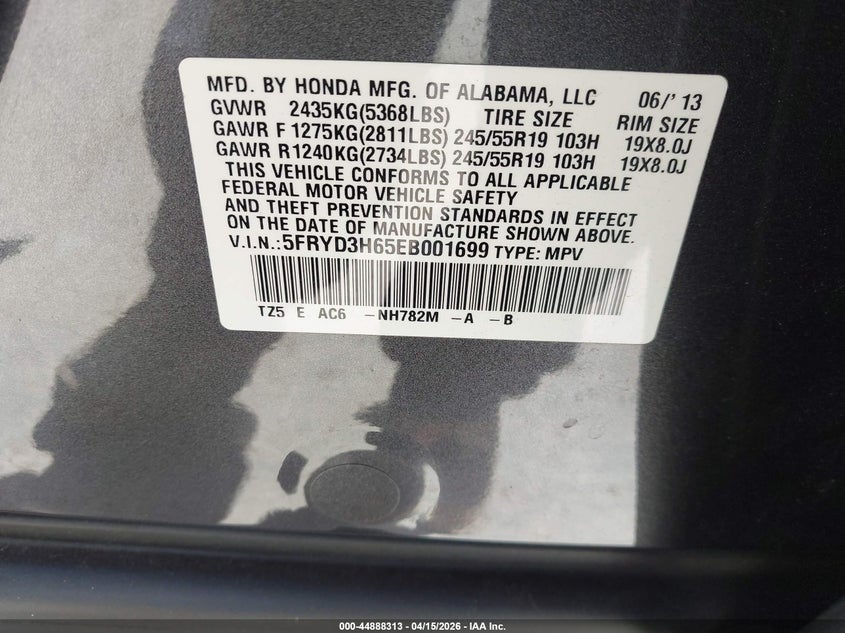 MFD. BY HONDA MFG. OF ALABAMA, LLC 06/'13
GVWR 2435KG(5368LBS) TIRE SIZE RIM SIZE
GAWR F 1275KG(2811LBS) 245/55R19 103H 19X8.0J
GAWR R1240KG(2734LBS) 245/55R19 103H 19X8.0J
THIS VEHICLE CONFORMS TO ALL APPLICABLE
FEDERAL MOTOR VEHICLE SAFETY
AND THEFT PREVENTION STANDARDS IN EFFECT
ON THE DATE OF MANUFACTURE SHOWN ABOVE.
V.I.N.:5FRYD3H65EB001699 TYPE: MPV
TZ5 E AC6 -NH782M -A -B
000-44888313 - 04/15/2026 - IAA Inc.